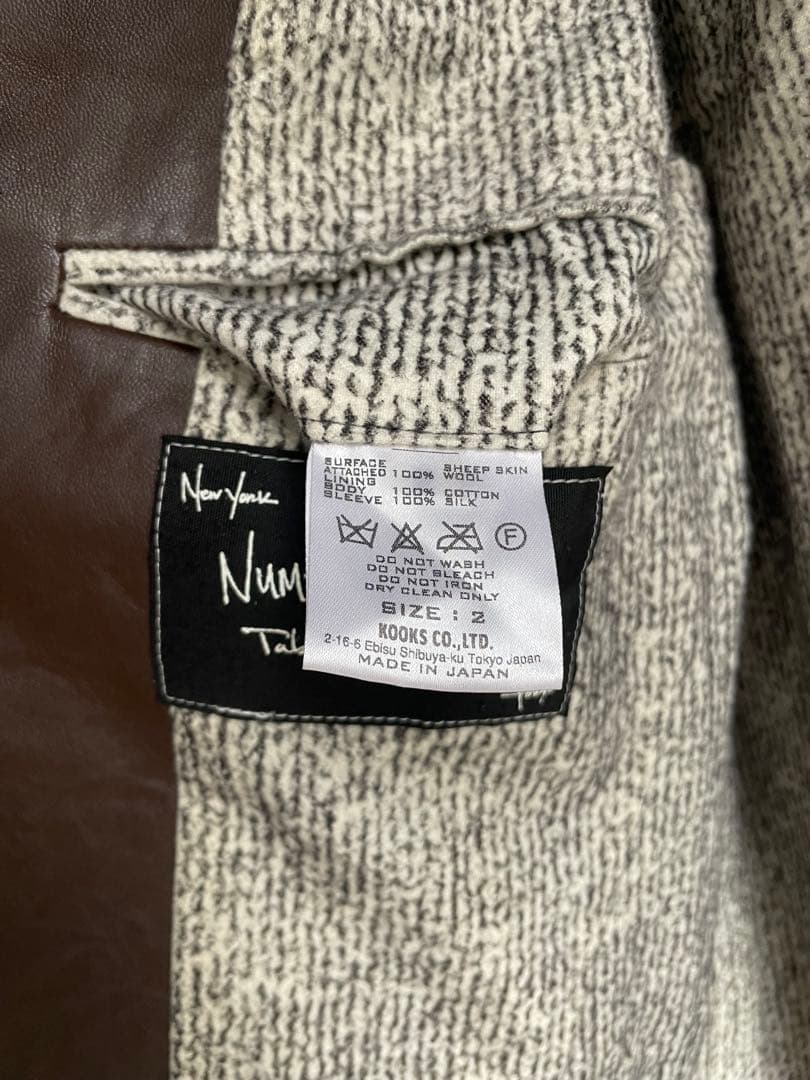 New York
SURFACE 100% SHEEP SKIN
ATTACHED 100% WOOL
LINING
BODY 100% COTTON
SLEEVE 100% SILK
F
DO NOT WASH
DO NOT BLEACH
DO NOT IRON
DRY CLEAN ONLY
SIZE : 2
KOOKS CO.,LTD.
2-16-6 Ebisu Shibuya-ku Tokyo Japan
MADE IN JAPAN
NUM
Ta